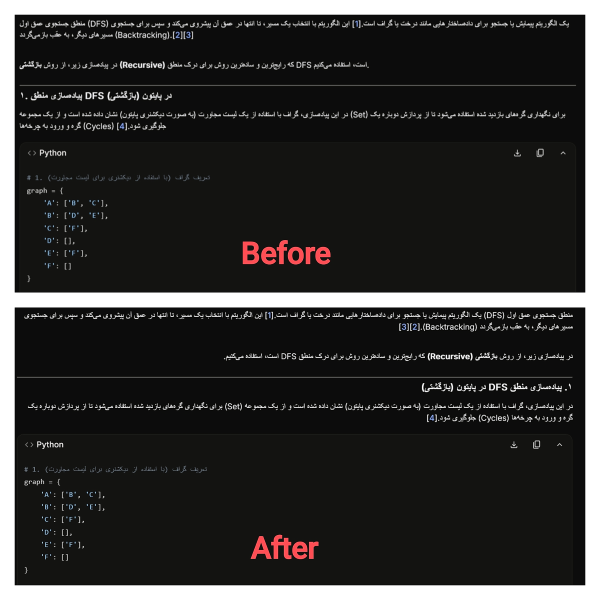 یک الگوریتم پیمایش یا جستجو برای داده‌ساختارهایی مانند درخت یا گراف است.[1] این الگوریتم با انتخاب یک مسیر، تا انتها در عمق آن پیشروی می‌کند و سپس برای جستجوی (DFS) منطق جستجوی عمق اول
مسیرهای دیگر، به عقب بازمی‌گردد (Backtracking).[2][3]
.است، استفاده می‌کنیم DFS که رایج‌ترین و ساده‌ترین روش برای درک منطق (Recursive) در پیاده‌سازی زیر، از روش بازگشتی
۱. پیاده‌سازی منطق DFS در پایتون (بازگشتی)
برای نگهداری گره‌های بازدید شده استفاده می‌شود تا از پردازش دوباره یک (Set) در این پیاده‌سازی، گراف با استفاده از یک لیست مجاورت (به صورت دیکشنری پایتون) نشان داده شده است و از یک مجموعه
جلوگیری شود.[4] (Cycles) گره و ورود به چرخه‌ها
<> Python
# 1. تعریف گراف (با استفاده از دیکشنری برای لیست مجاورت)
graph = {
'A': ['B', 'C'],
'B': ['D', 'E'],
'C': ['F'],
'D': [],
'E': ['F'],
'F': []
}
Before
منطق جستجوی عمق اول (DFS) یک الگوریتم پیمایش یا جستجو برای داده‌ساختارهایی مانند درخت یا گراف است.[1] این الگوریتم با انتخاب یک مسیر، تا انتها در عمق آن پیشروی می‌کند و سپس برای جستجوی
مسیرهای دیگر، به عقب بازمی‌گردد (Backtracking).[2][3]
در پیاده‌سازی زیر، از روش بازگشتی (Recursive) که رایج‌ترین و ساده‌ترین روش برای درک منطق DFS است، استفاده می‌کنیم.
۱. پیاده‌سازی منطق DFS در پایتون (بازگشتی)
در این پیاده‌سازی، گراف با استفاده از یک لیست مجاورت (به صورت دیکشنری پایتون) نشان داده شده است و از یک مجموعه (Set) برای نگهداری گره‌های بازدید شده استفاده می‌شود تا از پردازش دوباره یک
گره و ورود به چرخه‌ها (Cycles) جلوگیری شود.[4]
<> Python
# 1. تعریف گراف (با استفاده از دیکشنری برای لیست مجاورت)
graph = {
'A': ['B', 'C'],
'B': ['D', 'E'],
'C': ['F'],
'D': [],
'E': ['F'],
'F': []
}
After